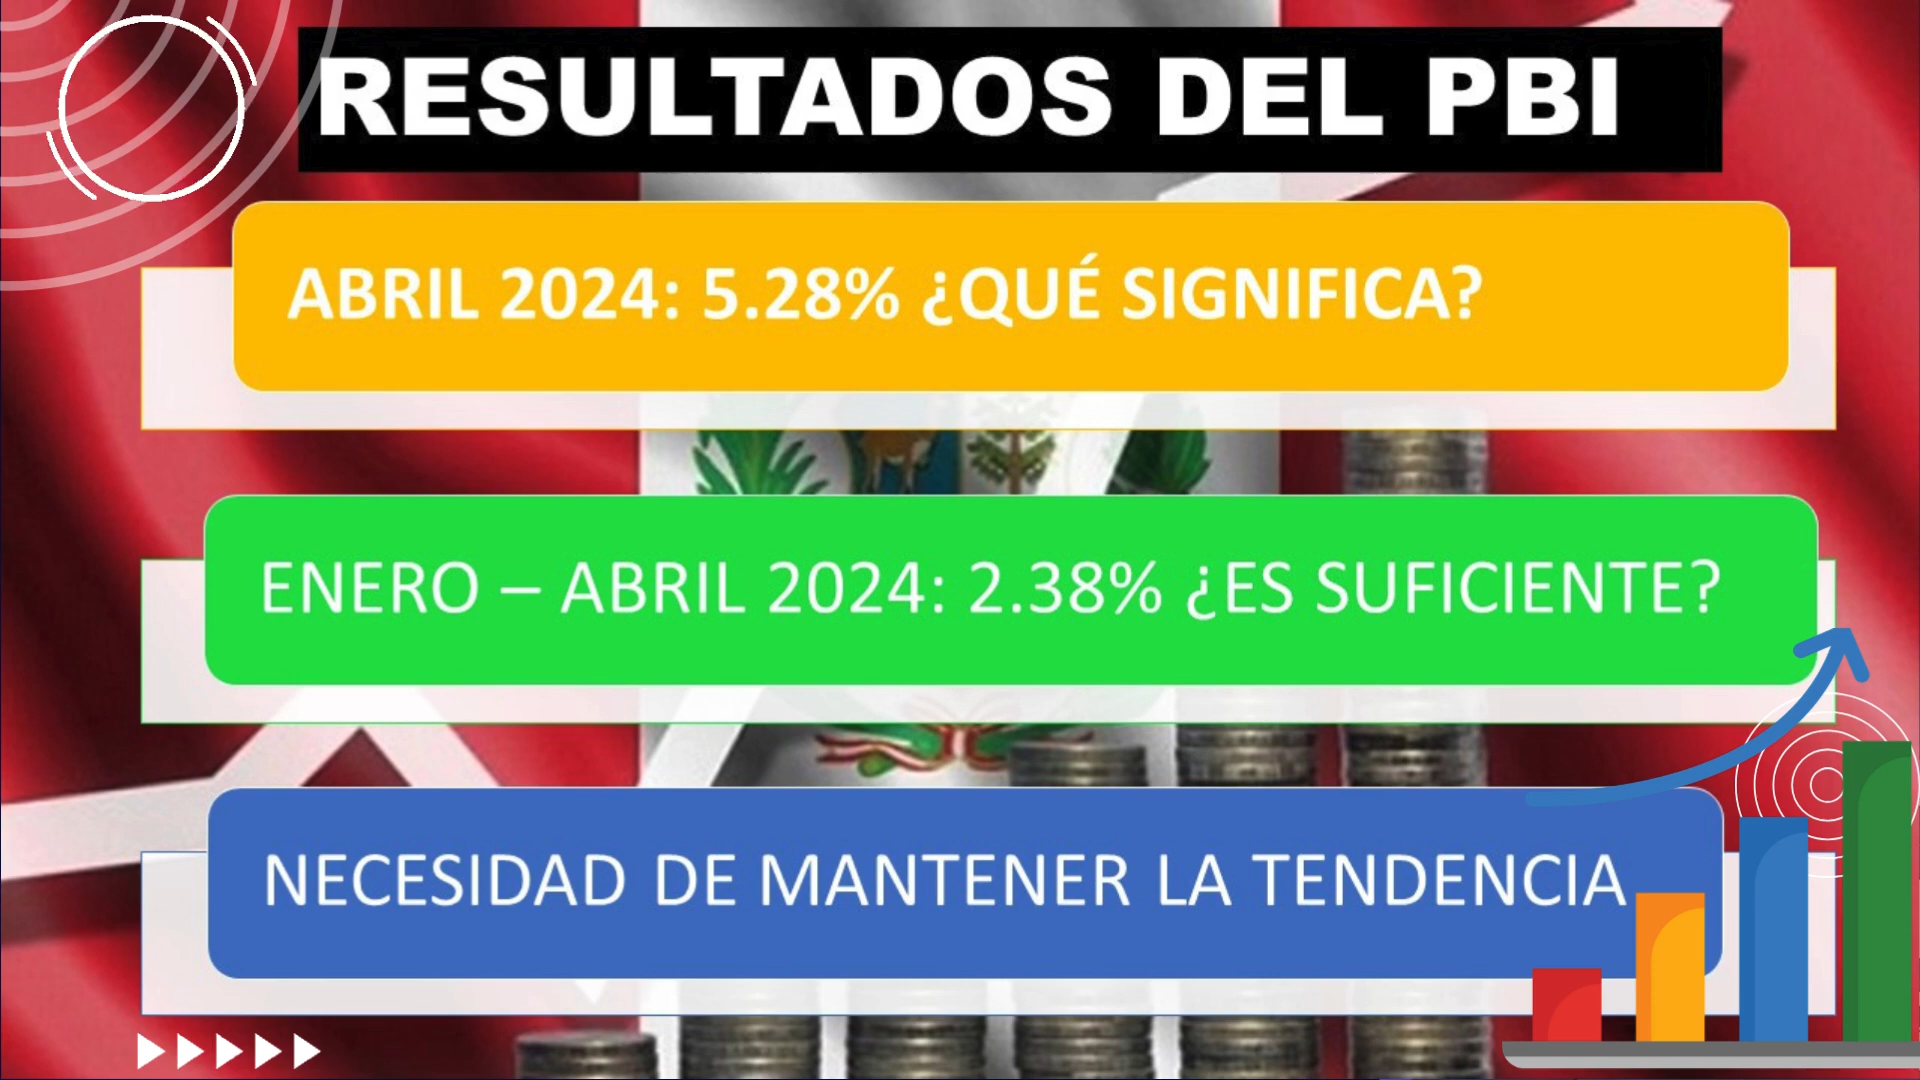 RESULTADOS DEL PBI
ABRIL 2024: 5.28% ¿QUÉ SIGNIFICA?
ENERO – ABRIL 2024: 2.38% ¿ES SUFICIENTE?
NECESIDAD DE MANTENER LA TENDENCIA